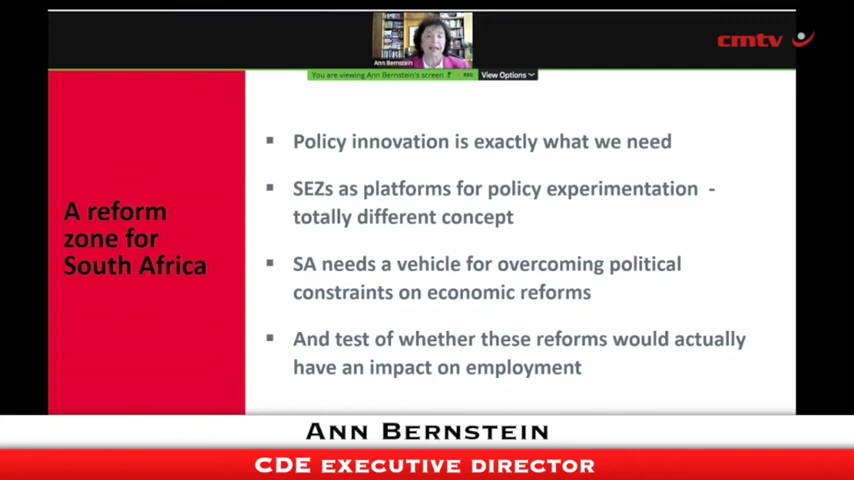 cmtv
Ann Bernstein
You are viewing Ann Bernstein's screen
REC
View Options
A reform
zone for
South Africa
▪ Policy innovation is exactly what we need
▪ SEZs as platforms for policy experimentation -
totally different concept
▪ SA needs a vehicle for overcoming political
constraints on economic reforms
▪ And test of whether these reforms would actually
have an impact on employment
ANN BERNSTEIN
CDE EXECUTIVE DIRECTOR